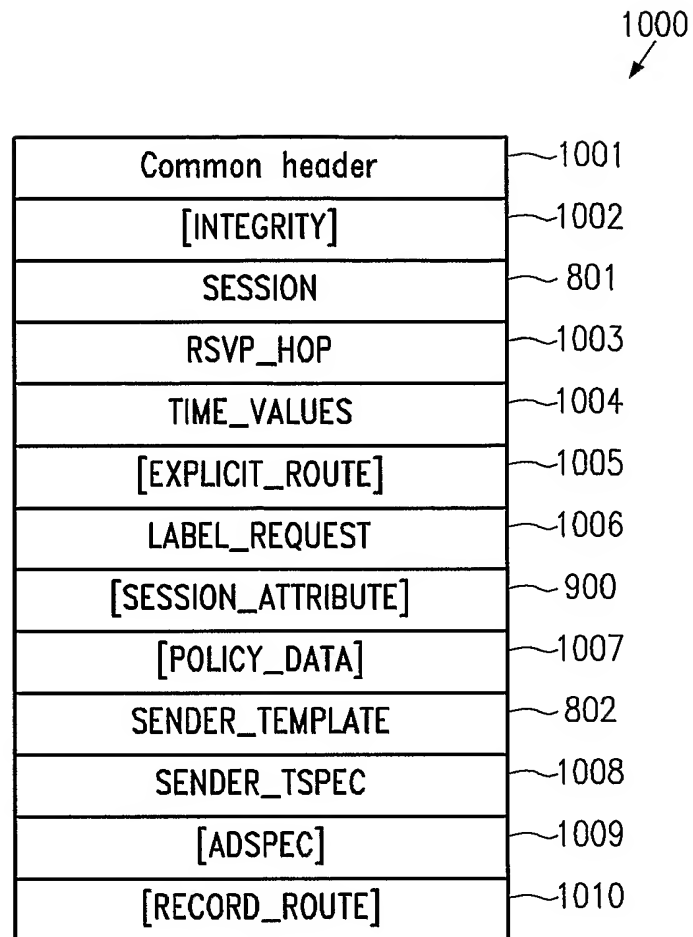 1000
Common header 1001
[INTEGRITY] 1002
SESSION 801
RSVP_HOP 1003
TIME_VALUES 1004
[EXPLICIT_ROUTE] 1005
LABEL_REQUEST 1006
[SESSION_ATTRIBUTE] 900
[POLICY_DATA] 1007
SENDER_TEMPLATE 802
SENDER_TSPEC 1008
[ADSPEC] 1009
[RECORD_ROUTE] 1010